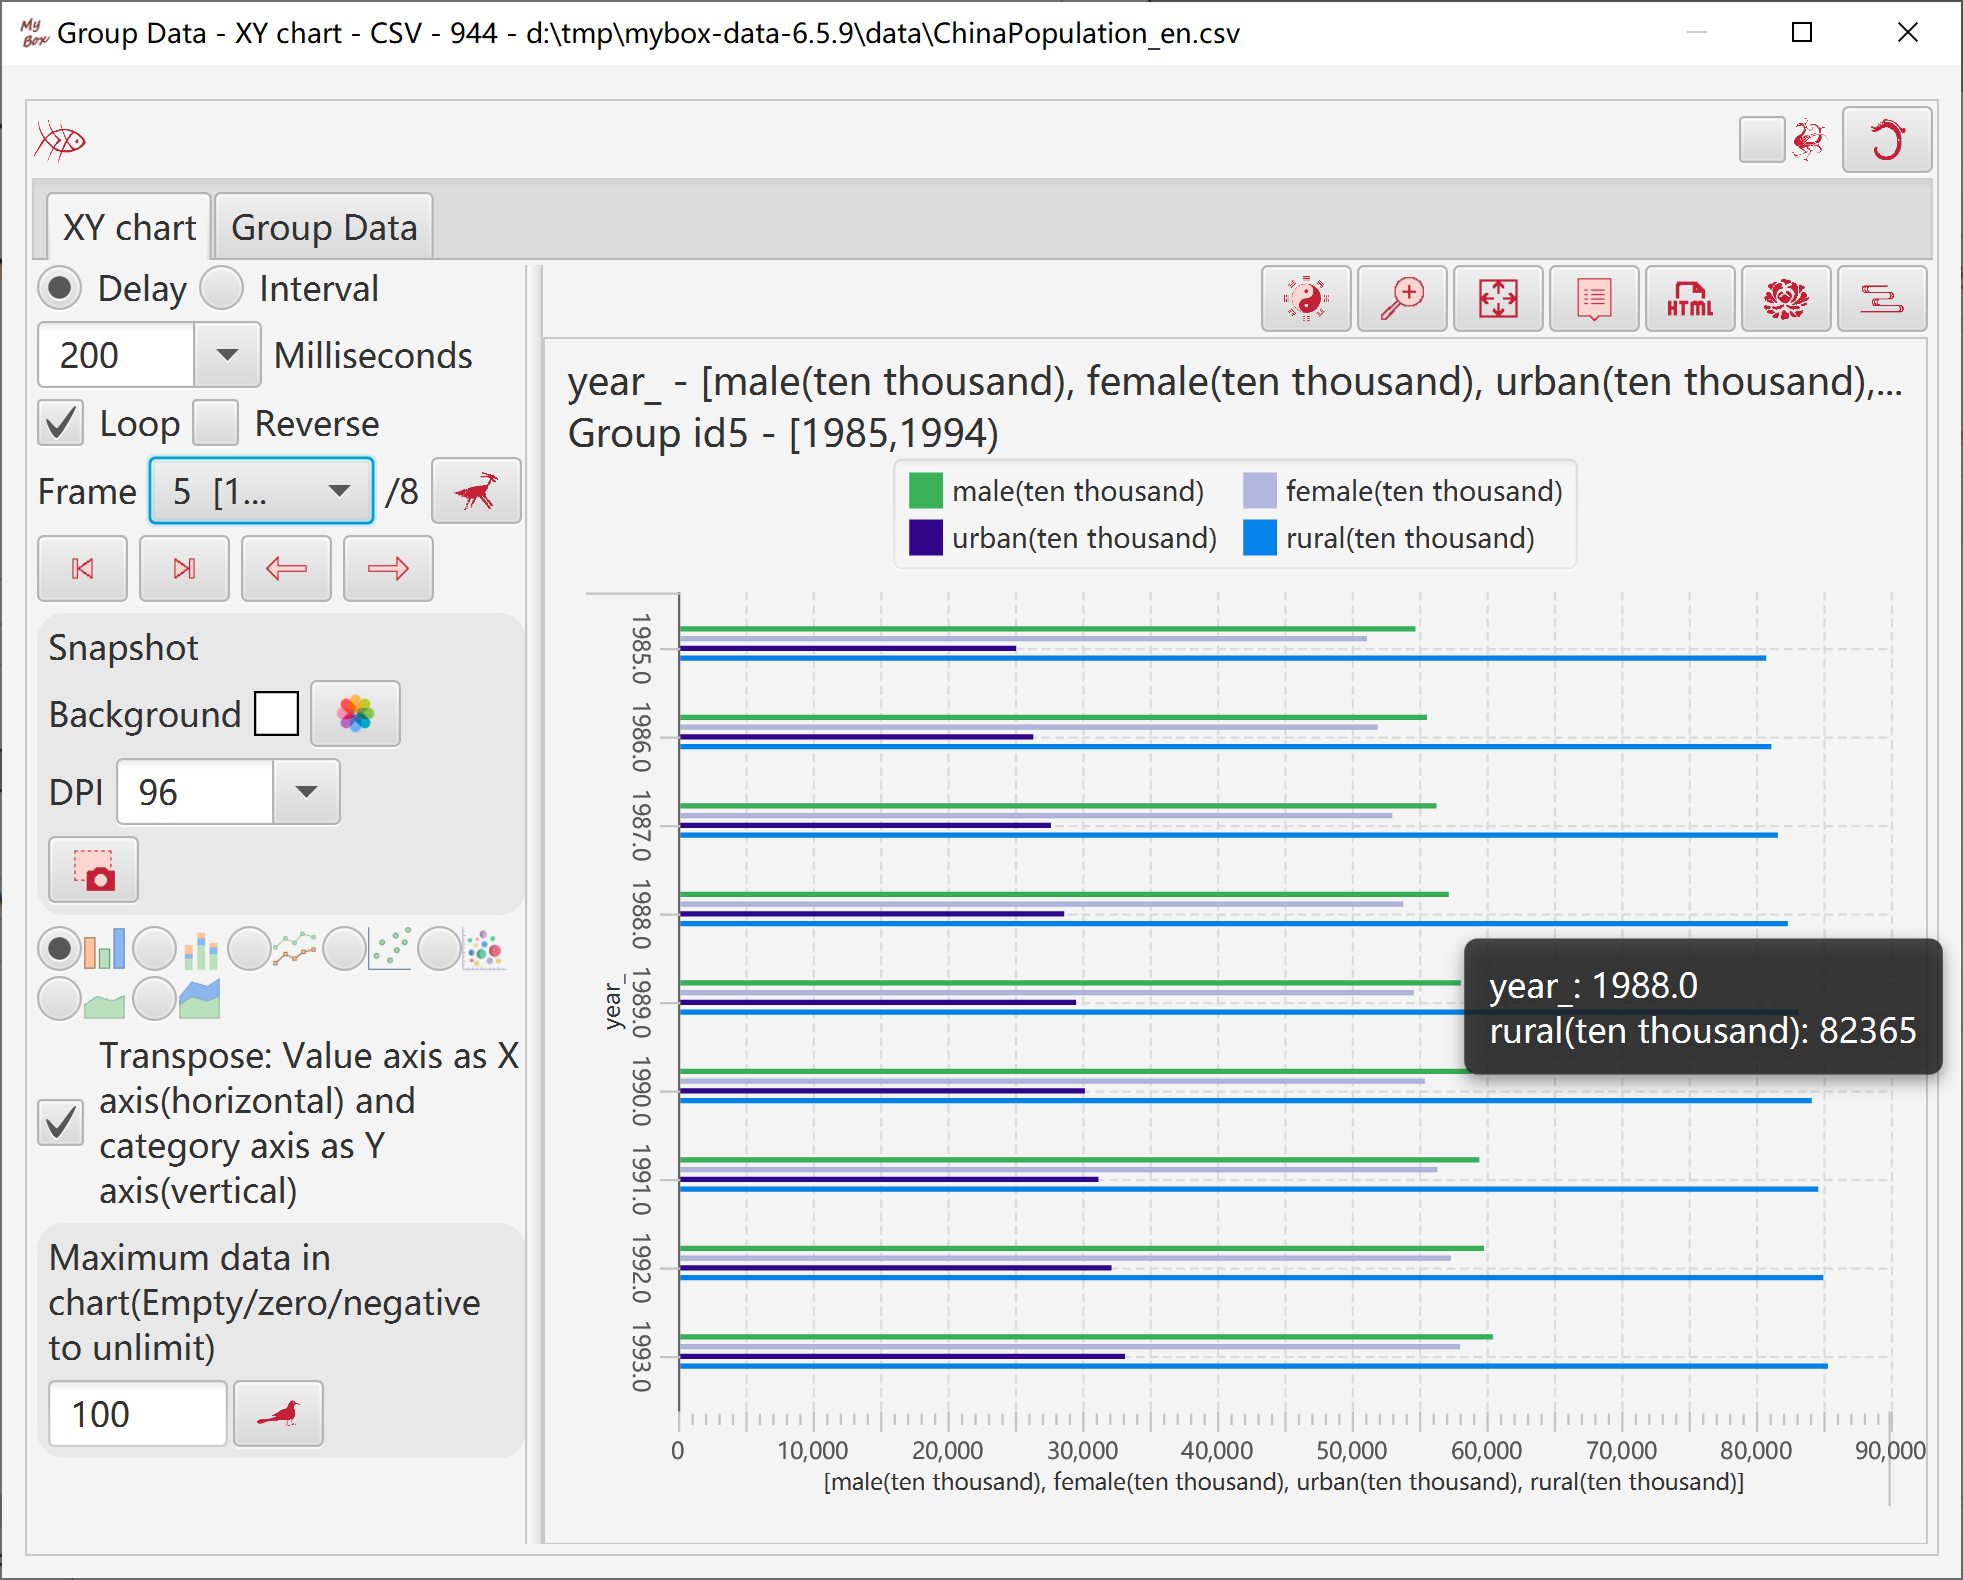 My Box Group Data - XY chart - CSV - 944 - d:\tmp\mybox-data-6.5.9\data\ChinaPopulation_en.csv
XY chart Group Data
Delay Interval
200 Milliseconds
Loop Reverse
Frame 5 [1... /8
Snapshot
Background
DPI 96
Transpose: Value axis as X
axis(horizontal) and
category axis as Y
axis(vertical)
Maximum data in
chart(Empty/zero/negative
to unlimit)
100
HTML
year_ - [male(ten thousand), female(ten thousand), urban(ten thousand),...
Group id5 - [1985,1994)
male(ten thousand) female(ten thousand)
urban(ten thousand) rural(ten thousand)
year_
1985.0
1986.0
1987.0
1988.0
1989.0
1990.0
1991.0
1992.0
1993.0
year_: 1988.0
rural(ten thousand): 82365
0 10,000 20,000 30,000 40,000 50,000 60,000 70,000 80,000 90,000
[male(ten thousand), female(ten thousand), urban(ten thousand), rural(ten thousand)]